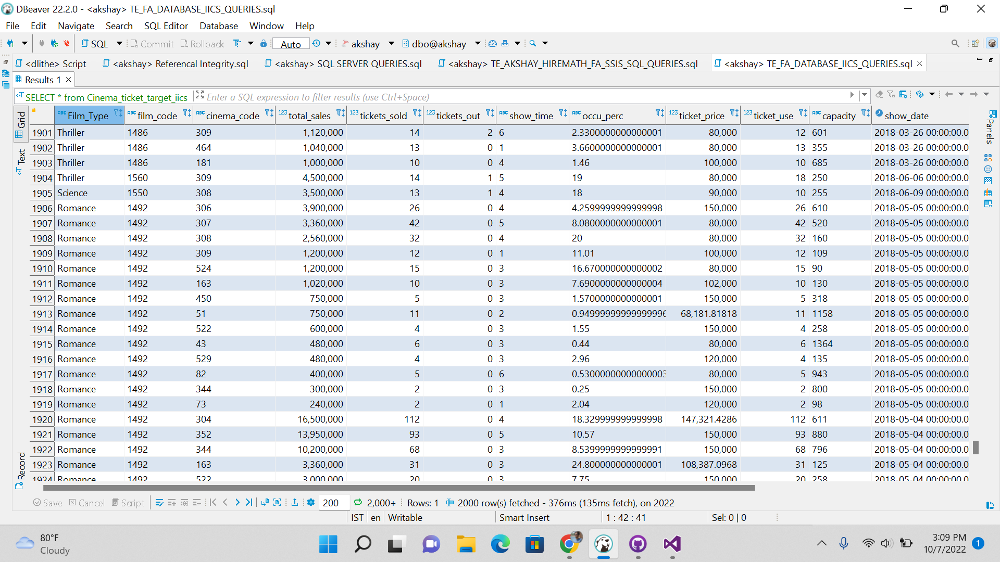 DBeaver 22.2.0 - <akshay> TE_FA_DATABASE_IICS_QUERIES.sql
File Edit Navigate Search SQL Editor Database Window Help
SQL Commit Rollback Auto akshay dbo@akshay
<dlithe> Script <akshay> Referencal Integrity.sql <akshay> SQL SERVER QUERIES.sql <akshay> TE_AKSHAY_HIREMATH_FA_SSIS_SQL_QUERIES.sql <akshay> TE_FA_DATABASE_IICS_QUERIES.sql
Results 1
SELECT * from Cinema_ticket_target_iics Enter a SQL expression to filter results (use Ctrl+Space)
Grid
Text
Record
Panels
ABC Film_Type ABC film_code ABC cinema_code 123 total_sales 123 tickets_sold 123 tickets_out ABC show_time ABC occu_perc 123 ticket_price 123 ticket_use ABC capacity show_date
1901 Thriller 1486 309 1,120,000 14 2 6 2.3300000000000001 80,000 12 601 2018-03-26 00:00:00.0
1902 Thriller 1486 464 1,040,000 13 0 1 3.6600000000000001 80,000 13 355 2018-03-26 00:00:00.0
1903 Thriller 1486 181 1,000,000 10 0 4 1.46 100,000 10 685 2018-03-26 00:00:00.0
1904 Thriller 1560 309 4,500,000 14 1 5 19 80,000 18 250 2018-06-06 00:00:00.0
1905 Science 1550 308 3,500,000 13 1 4 18 90,000 10 255 2018-06-09 00:00:00.0
1906 Romance 1492 306 3,900,000 26 0 4 4.2599999999999998 150,000 26 610 2018-05-05 00:00:00.0
1907 Romance 1492 307 3,360,000 42 0 5 8.0800000000000001 80,000 42 520 2018-05-05 00:00:00.0
1908 Romance 1492 308 2,560,000 32 0 4 20 80,000 32 160 2018-05-05 00:00:00.0
1909 Romance 1492 309 1,200,000 12 0 1 11.01 100,000 12 109 2018-05-05 00:00:00.0
1910 Romance 1492 524 1,200,000 15 0 3 16.670000000000002 80,000 15 90 2018-05-05 00:00:00.0
1911 Romance 1492 163 1,020,000 10 0 3 7.6900000000000004 102,000 10 130 2018-05-05 00:00:00.0
1912 Romance 1492 450 750,000 5 0 3 1.5700000000000001 150,000 5 318 2018-05-05 00:00:00.0
1913 Romance 1492 51 750,000 11 0 2 0.94999999999999996 68,181.81818 11 1158 2018-05-05 00:00:00.0
1914 Romance 1492 522 600,000 4 0 3 1.55 150,000 4 258 2018-05-05 00:00:00.0
1915 Romance 1492 43 480,000 6 0 3 0.44 80,000 6 1364 2018-05-05 00:00:00.0
1916 Romance 1492 529 480,000 4 0 3 2.96 120,000 4 135 2018-05-05 00:00:00.0
1917 Romance 1492 82 400,000 5 0 6 0.53000000000000003 80,000 5 943 2018-05-05 00:00:00.0
1918 Romance 1492 344 300,000 2 0 3 0.25 150,000 2 800 2018-05-05 00:00:00.0
1919 Romance 1492 73 240,000 2 0 1 2.04 120,000 2 98 2018-05-05 00:00:00.0
1920 Romance 1492 304 16,500,000 112 0 4 18.329999999999998 147,321.4286 112 611 2018-05-04 00:00:00.0
1921 Romance 1492 352 13,950,000 93 0 5 10.57 150,000 93 880 2018-05-04 00:00:00.0
1922 Romance 1492 344 10,200,000 68 0 3 8.5399999999999991 150,000 68 796 2018-05-04 00:00:00.0
1923 Romance 1492 163 3,360,000 31 0 3 24.800000000000001 108,387.0968 31 125 2018-05-04 00:00:00.0
1924 Romance 1492 522 3,000,000 20 0 3 7.75 150,000 20 258 2018-05-04 00:00:00.0
Save Cancel Script 200 2,000+ Rows: 1 2000 row(s) fetched - 376ms (135ms fetch), on 2022
IST en Writable Smart Insert 1 : 42 : 41 Sel: 0 | 0
80°F
Cloudy
3:09 PM
10/7/2022 1